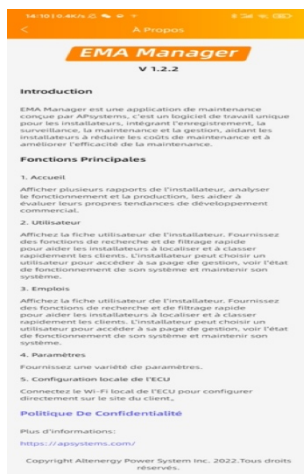 14:10 | 0.4K/s
À Propos
EMA Manager
V 1.2.2
Introduction
EMA Manager est une application de maintenance
conçue par APsystems, c'est un logiciel de travail unique
pour les installateurs, intégrant l'enregistrement, la
surveillance, la maintenance et la gestion, aidant les
installateurs à réduire les coûts de maintenance et à
améliorer l'efficacité de la maintenance.
Fonctions Principales
1. Accueil
Afficher plusieurs rapports de l'installateur, analyser
le fonctionnement et la production, les aider à
évaluer leurs propres tendances de développement
commercial.
2. Utilisateur
Affichez la fiche utilisateur de l'installateur. Fournissez
des fonctions de recherche et de filtrage rapide
pour aider les installateurs à localiser et à classer
rapidement les clients. L'installateur peut choisir un
utilisateur pour accéder à sa page de gestion, voir l'état
de fonctionnement de son système et maintenir son
système.
3. Emplois
Affichez la fiche utilisateur de l'installateur. Fournissez
des fonctions de recherche et de filtrage rapide
pour aider les installateurs à localiser et à classer
rapidement les clients. L'installateur peut choisir un
utilisateur pour accéder à sa page de gestion, voir l'état
de fonctionnement de son système et maintenir son
système.
4. Paramètres
Fournissez une variété de paramètres.
5. Configuration locale de l'ECU
Connectez le Wi-Fi local de l'ECU pour configurer
directement sur le site du client。
Politique De Confidentialité
Plus d'informations:
https://apsystems.com/
Copyright Altenergy Power System Inc. 2022.Tous droits
réservés.